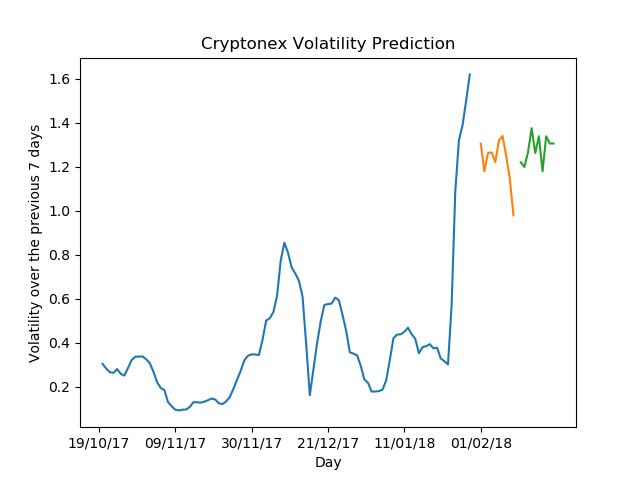 Cryptonex Volatility Prediction
Volatility over the previous 7 days
1.6
1.4
1.2
1.0
0.8
0.6
0.4
0.2
19/10/17 09/11/17 30/11/17 21/12/17 11/01/18 01/02/18
Day